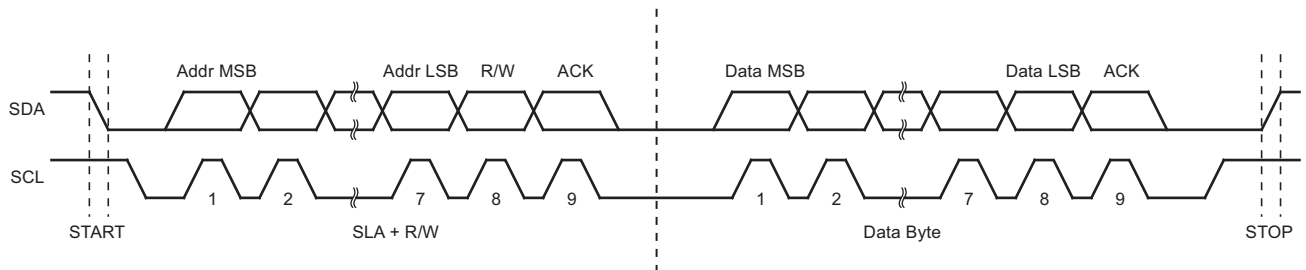 Addr MSB Addr LSB R/W ACK Data MSB Data LSB ACK
SDA
SCL
1 2 7 8 9 1 2 7 8 9
START SLA + R/W Data Byte STOP